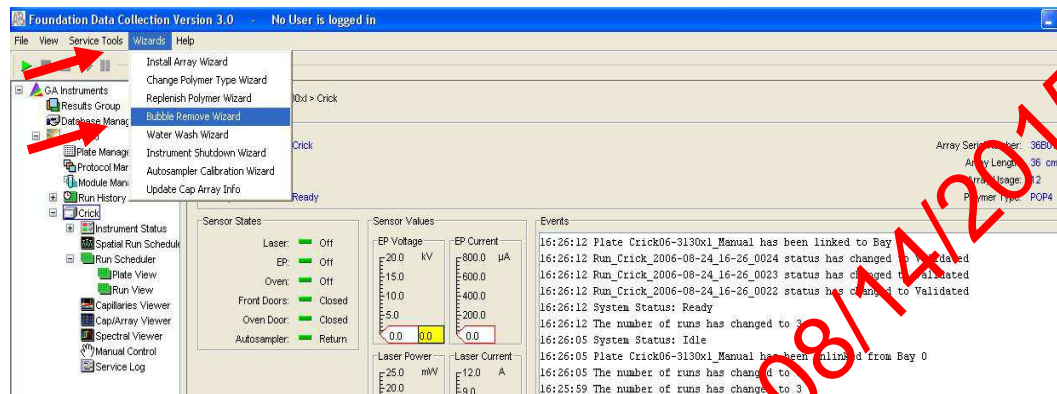 Foundation Data Collection Version 3.0 - No User is logged in
File View Service Tools Wizards Help
Install Array Wizard
Change Polymer Type Wizard
Replenish Polymer Wizard
Bubble Remove Wizard
Water Wash Wizard
Instrument Shutdown Wizard
Autosampler Calibration Wizard
Update Cap Array Info
GA Instruments
Results Group
Database Manag
Plate Manage
Protocol Man
Module Man
Run History
Crick
Instrument Status
Spatial Run Schedule
Run Scheduler
Plate View
Run View
Capillaries Viewer
Cap/Array Viewer
Spectral Viewer
Manual Control
Service Log
> Crick
Crick
Ready
Array Serial
Array Length: 36 cm
Array Usage: 12
Polymer Type: POP4
Sensor States
Laser: Off
EP: Off
Oven: Off
Front Doors: Closed
Oven Door: Closed
Autosampler: Return
Sensor Values
EP Voltage
20.0 kV
15.0
10.0
5.0
0.0 0.0
EP Current
800.0 µA
600.0
400.0
200.0
0.0
Laser Power
25.0 mW
20.0
Laser Current
12.0 A
9.0
Events
16:26:12 Plate Crick06-3130xl_Manual has been linked to Bay
16:26:12 Run_Crick_2006-08-24_16-26_0024 status has changed to Validated
16:26:12 Run_Crick_2006-08-24_16-26_0023 status has changed to Validated
16:26:12 Run_Crick_2006-08-24_16-26_0022 status has changed to Validated
16:26:12 System Status: Ready
16:26:12 The number of runs has changed to 3
16:26:05 System Status: Idle
16:26:05 Plate Crick06-3130xl_Manual has been unlinked from Bay 0
16:26:05 The number of runs has changed to
16:25:59 The number of runs has changed to 3
08/14/201